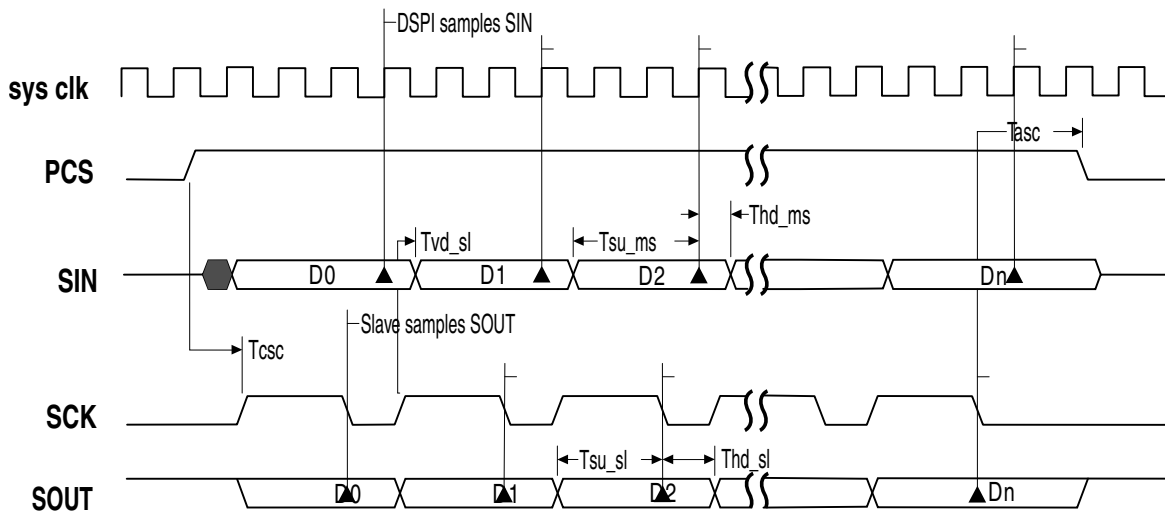 DSPI samples SIN
sys clk
Tasc
PCS
Thd_ms
Tvd_sl
Tsu_ms
SIN
D0
D1
D2
Dn
Slave samples SOUT
Tcsc
SCK
Tsu_sl
Thd_sl
SOUT
D0
D1
D2
Dn